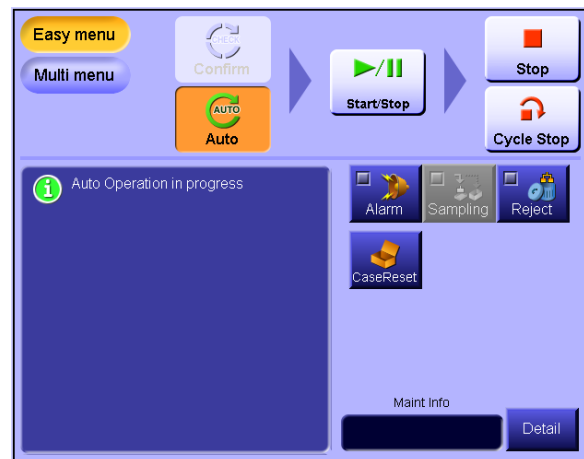 Easy menu
Multi menu
CHECK
Confirm
AUTO
Auto
Start/Stop
Stop
Cycle Stop
Auto Operation in progress
Alarm
Sampling
Reject
CaseReset
Maint Info
Detail